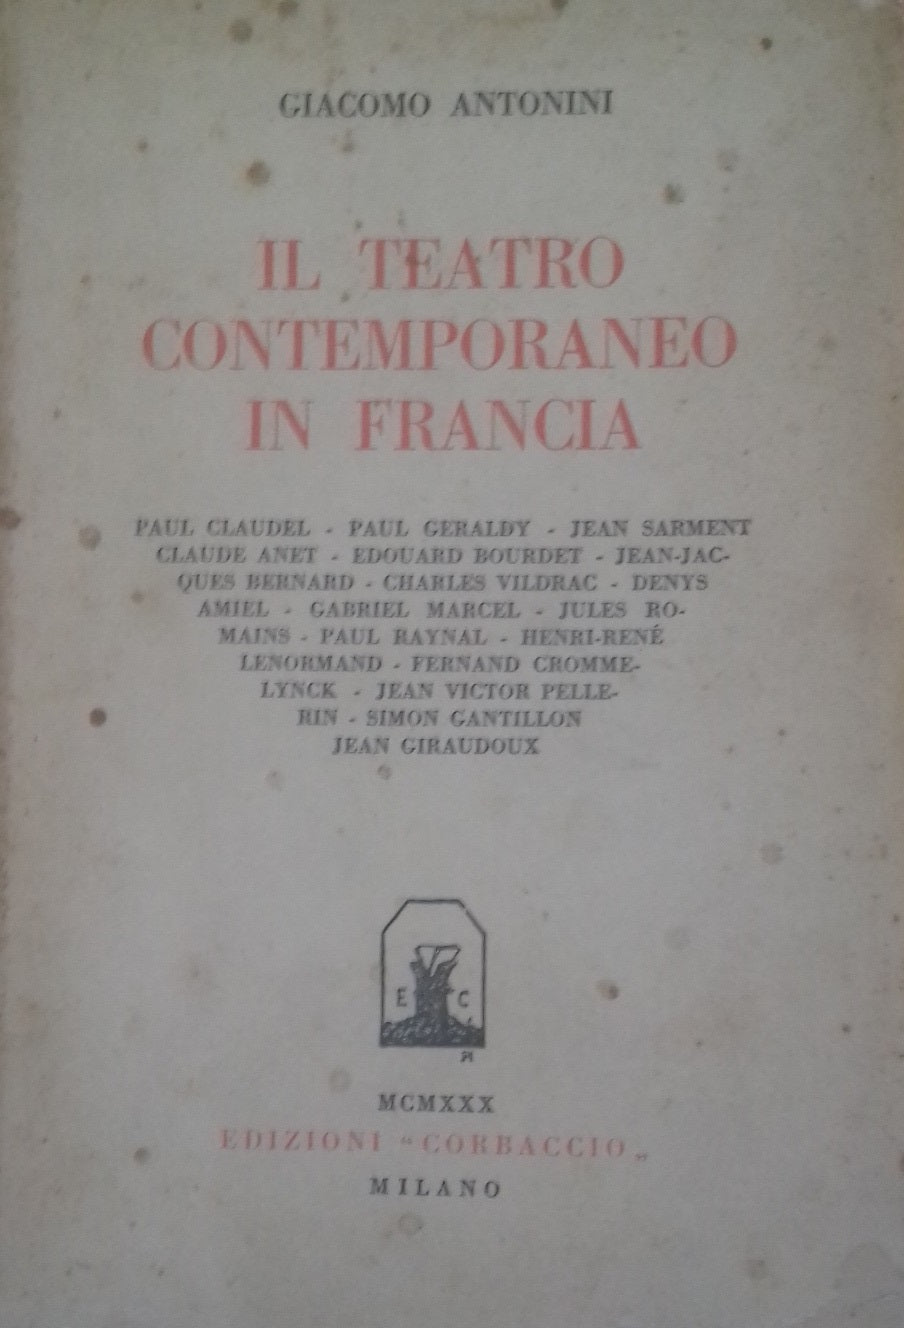 GIACOMO ANTONINI
IL TEATRO
CONTEMPORANEO
IN FRANCIA
PAUL CLAUDEL - PAUL GERALDY - JEAN SARMENT
CLAUDE ANET - EDOUARD BOURDET - JEAN-JAC-
QUES BERNARD - CHARLES VILDRAC - DENYS
AMIEL - GABRIEL MARCEL - JULES RO-
MAINS - PAUL RAYNAL - HENRI-RENÉ
LENORMAND - FERNAND CROMME-
LYNCK - JEAN VICTOR PELLE-
RIN - SIMON GANTILLON
JEAN GIRAUDOUX
E C
MCMXXX
EDIZIONI “CORBACCIO„
MILANO